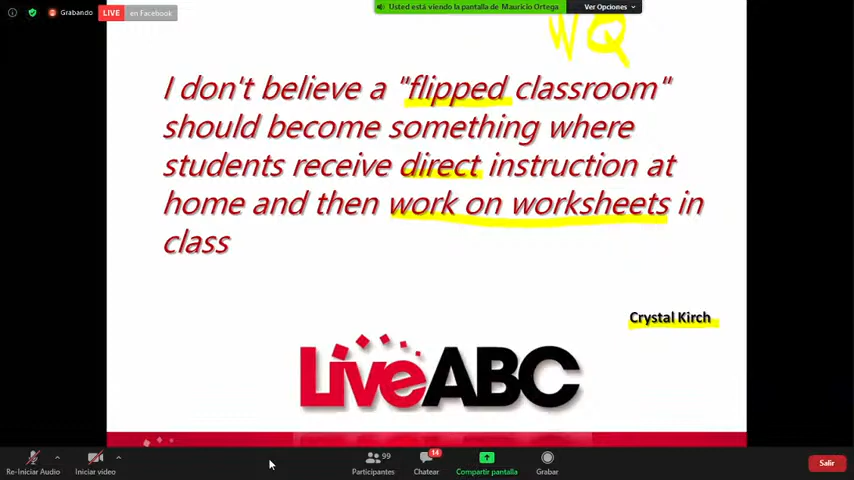 Grabando
LIVE en Facebook
Usted está viendo la pantalla de Mauricio Ortega
Ver Opciones
WQ
I don't believe a "flipped classroom"
should become something where
students receive direct instruction at
home and then work on worksheets in
class
Crystal Kirch
LiveABC
Re-Iniciar Audio
Iniciar video
99
Participantes
14
Chatear
Compartir pantalla
Grabar
Salir